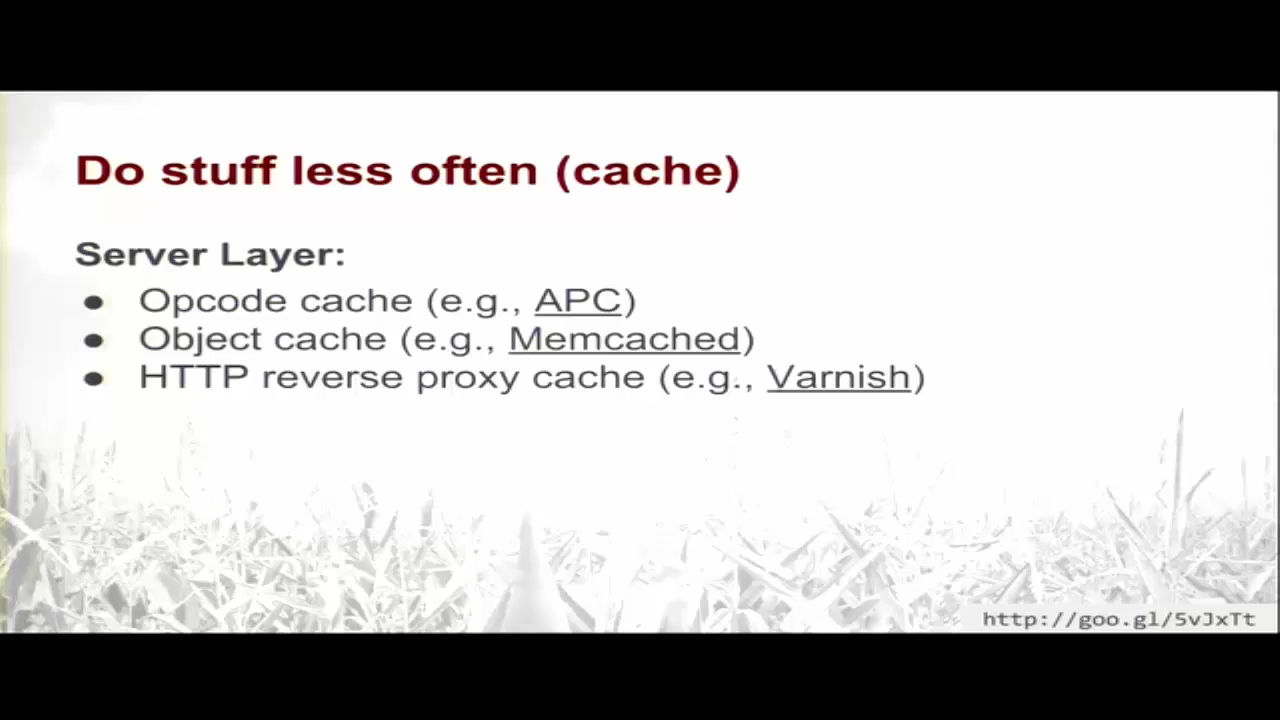 Do stuff less often (cache)
Server Layer:
● Opcode cache (e.g., APC)
● Object cache (e.g., Memcached)
● HTTP reverse proxy cache (e.g., Varnish)
http://goo.gl/5vJxTt